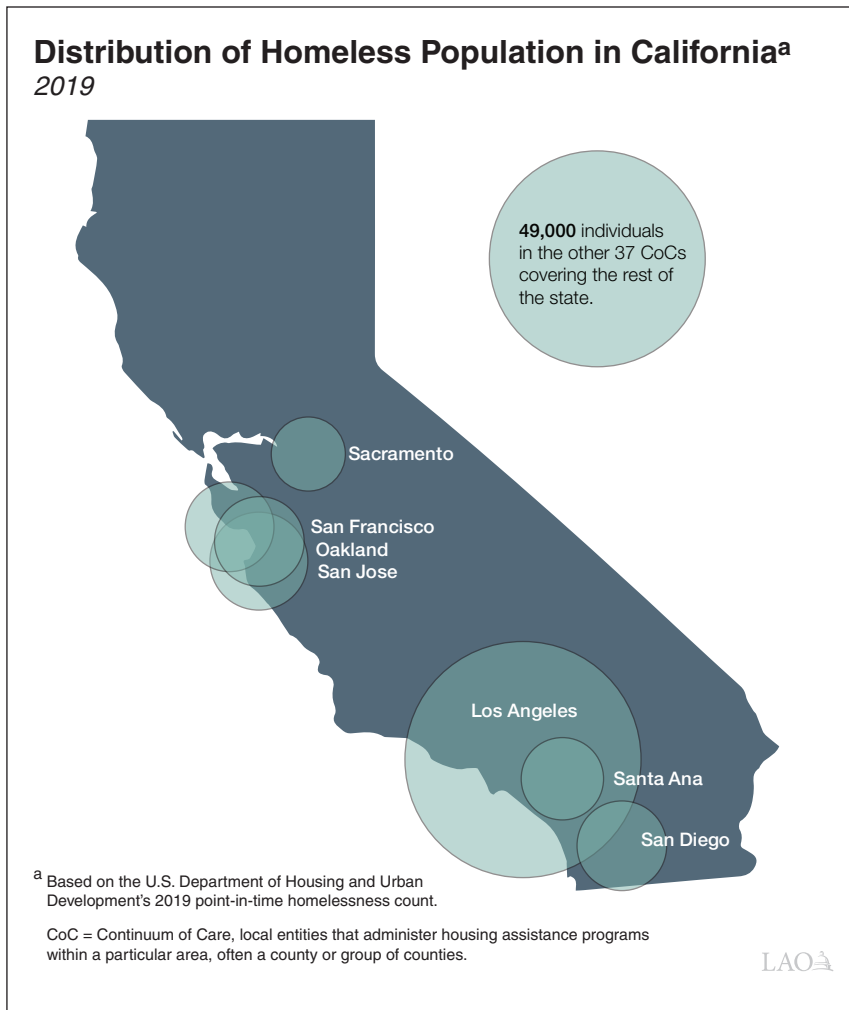 Distribution of Homeless Population in Californiaa
2019
49,000 individuals
in the other 37 CoCs
covering the rest of
the state.
Sacramento
San Francisco
Oakland
San Jose
Los Angeles
Santa Ana
San Diego
a Based on the U.S. Department of Housing and Urban
Development's 2019 point-in-time homelessness count.
CoC = Continuum of Care, local entities that administer housing assistance programs
within a particular area, often a county or group of counties.
LAO